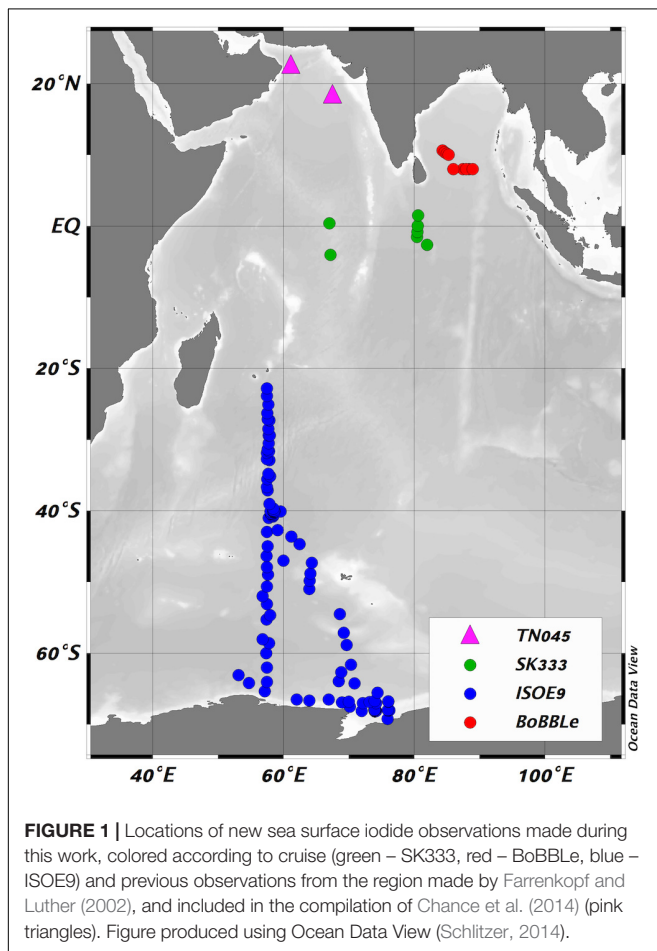 20°N
EQ
20°S
40°S
60°S
40°E
60°E
80°E
100°E
TN045
SK333
ISOE9
BoBBLe
Ocean Data View
FIGURE 1 | Locations of new sea surface iodide observations made during
this work, colored according to cruise (green – SK333, red – BoBBLe, blue –
ISOE9) and previous observations from the region made by Farrenkopf and
Luther (2002), and included in the compilation of Chance et al. (2014) (pink
triangles). Figure produced using Ocean Data View (Schlitzer, 2014).